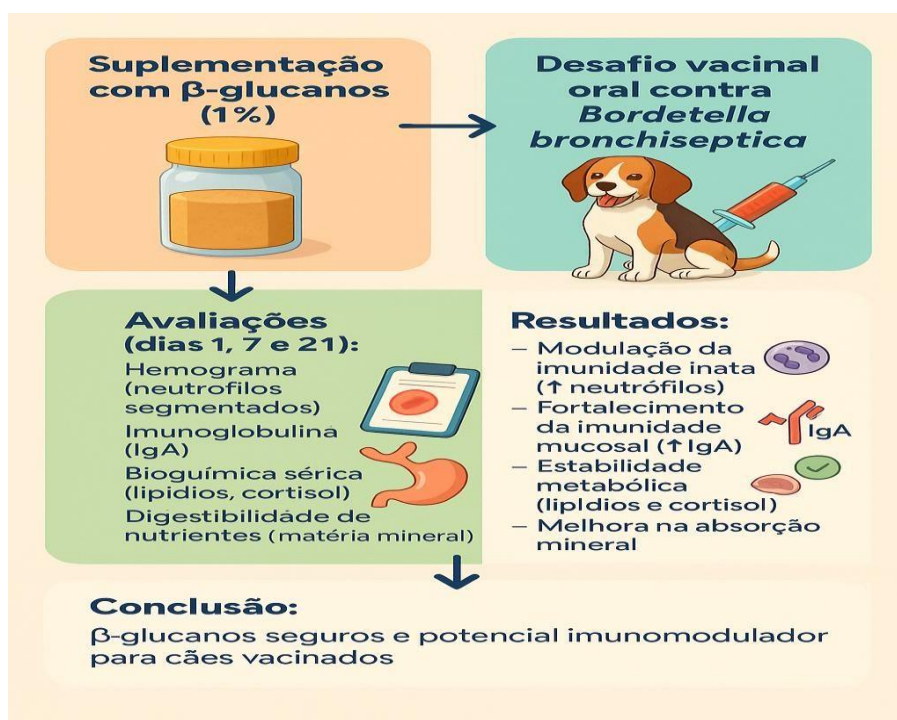 Suplementação
com β-glucanos
(1%)
Desafio vacinal
oral contra
Bordetella
bronchiseptica
Avaliações
(dias 1, 7 e 21):
Hemograma
(neutrofilos
segmentados)
Imunoglobulina
(IgA)
Bioguímica sérica
(lipidios, cortisol)
Digestibilidade de
nutrientes (matéria mineral)
Resultados:
– Modulação da
imunidade inata
(↑ neutrófilos)
– Fortalecimento
da imunidade
mucosal (↑ IgA)
– Estabilidade
metabólica
(lipldios e cortisol)
– Melhora na absorção
mineral
IgA
Conclusão:
β-glucanos seguros e potencial imunomodulador
para cães vacinados